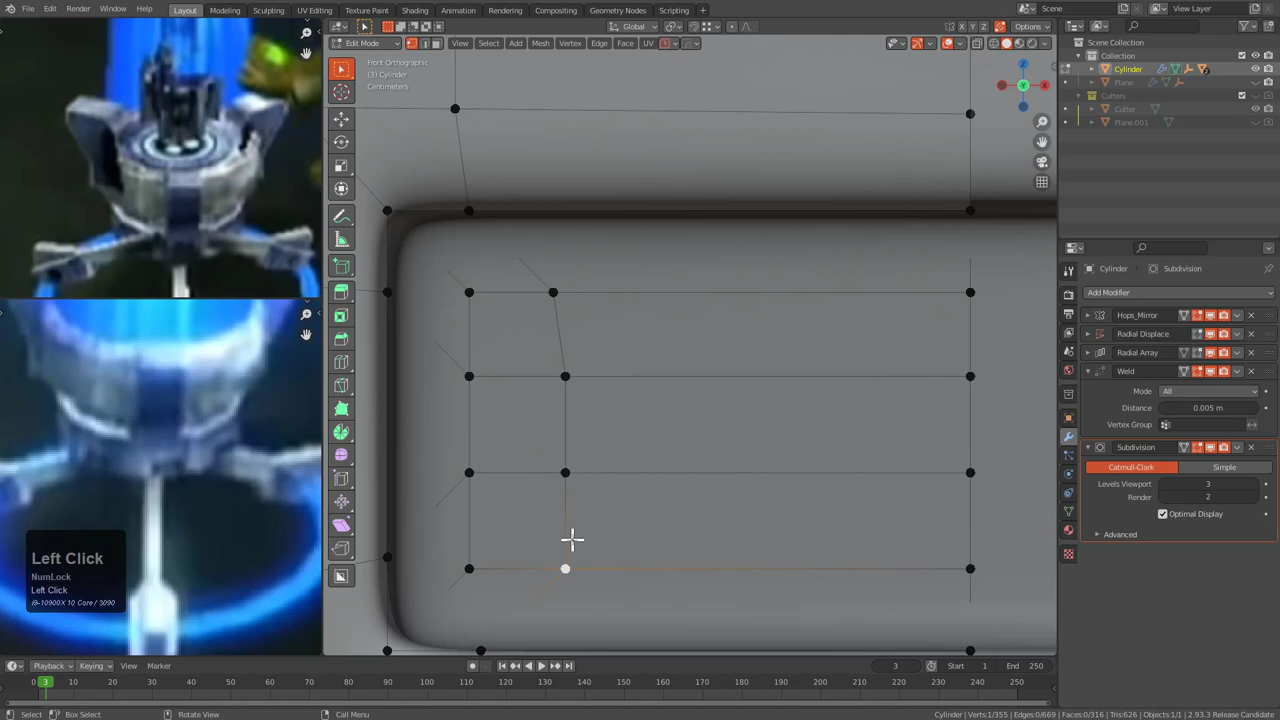 File Edit Render Window Help Layout Modeling Sculpting UV Editing Texture Paint Shading Animation Rendering Compositing Geometry Nodes Scripting + Scene View Layer
Global Options
Edit Mode View Select Add Mesh Vertex Edge Face UV
X Y Z
Front Orthographic
(3) Cylinder
Centimeters
Z
Y X
Scene Collection
Collection
Cylinder
Plane
Cutters
Cutter
Plane.001
Cylinder > Subdivision
Add Modifier
Hops_Mirror
Radial Displace
Radial Array
Weld
Mode All
Distance 0.005 m
Vertex Group
Subdivision
Catmull-Clark Simple
Levels Viewport 3
Render 2
Optimal Display
Advanced
Left Click
NumLock
Left Click
i9-10900X 10 Core / 3090
Playback Keying View Marker 3 Start 1 End 250
0 3 10 20 30 40 50 60 70 80 90 100 110 120 130 140 150 160 170 180 190 200 210 220 230 240 250
Select Box Select Rotate View Call Menu Cylinder | Verts:1/355 | Edges:0/669 | Faces:0/316 | Tris:626 | Objects:1/1 | 2.93.3 Release Candidate